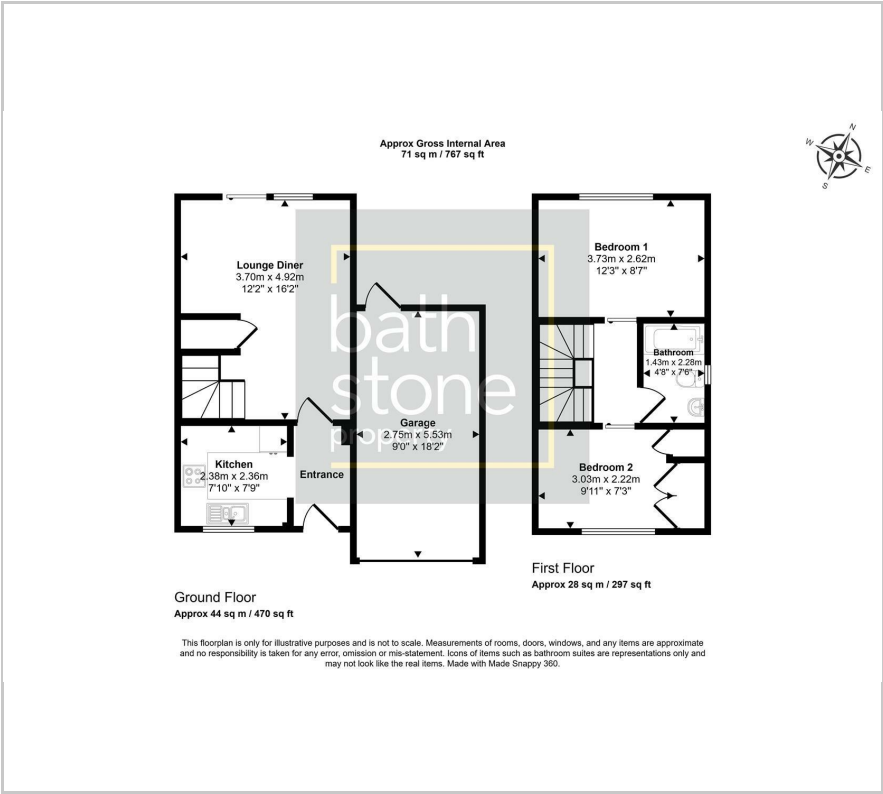 Approx Gross Internal Area
71 sq m / 767 sq ft
N
W
E
S
Lounge Diner
3.70m x 4.92m
12'2" x 16'2"
Bedroom 1
3.73m x 2.62m
12'3" x 8'7"
bath
stone
property
Bathroom
1.43m x 2.28m
4'8" x 7'6"
Garage
2.75m x 5.53m
9'0" x 18'2"
Kitchen
2.38m x 2.36m
7'10" x 7'9"
Entrance
Bedroom 2
3.03m x 2.22m
9'11" x 7'3"
Ground Floor
Approx 44 sq m / 470 sq ft
First Floor
Approx 28 sq m / 297 sq ft
This floorplan is only for illustrative purposes and is not to scale. Measurements of rooms, doors, windows, and any items are approximate
and no responsibility is taken for any error, omission or mis-statement. Icons of items such as bathroom suites are representations only and
may not look like the real items. Made with Made Snappy 360.